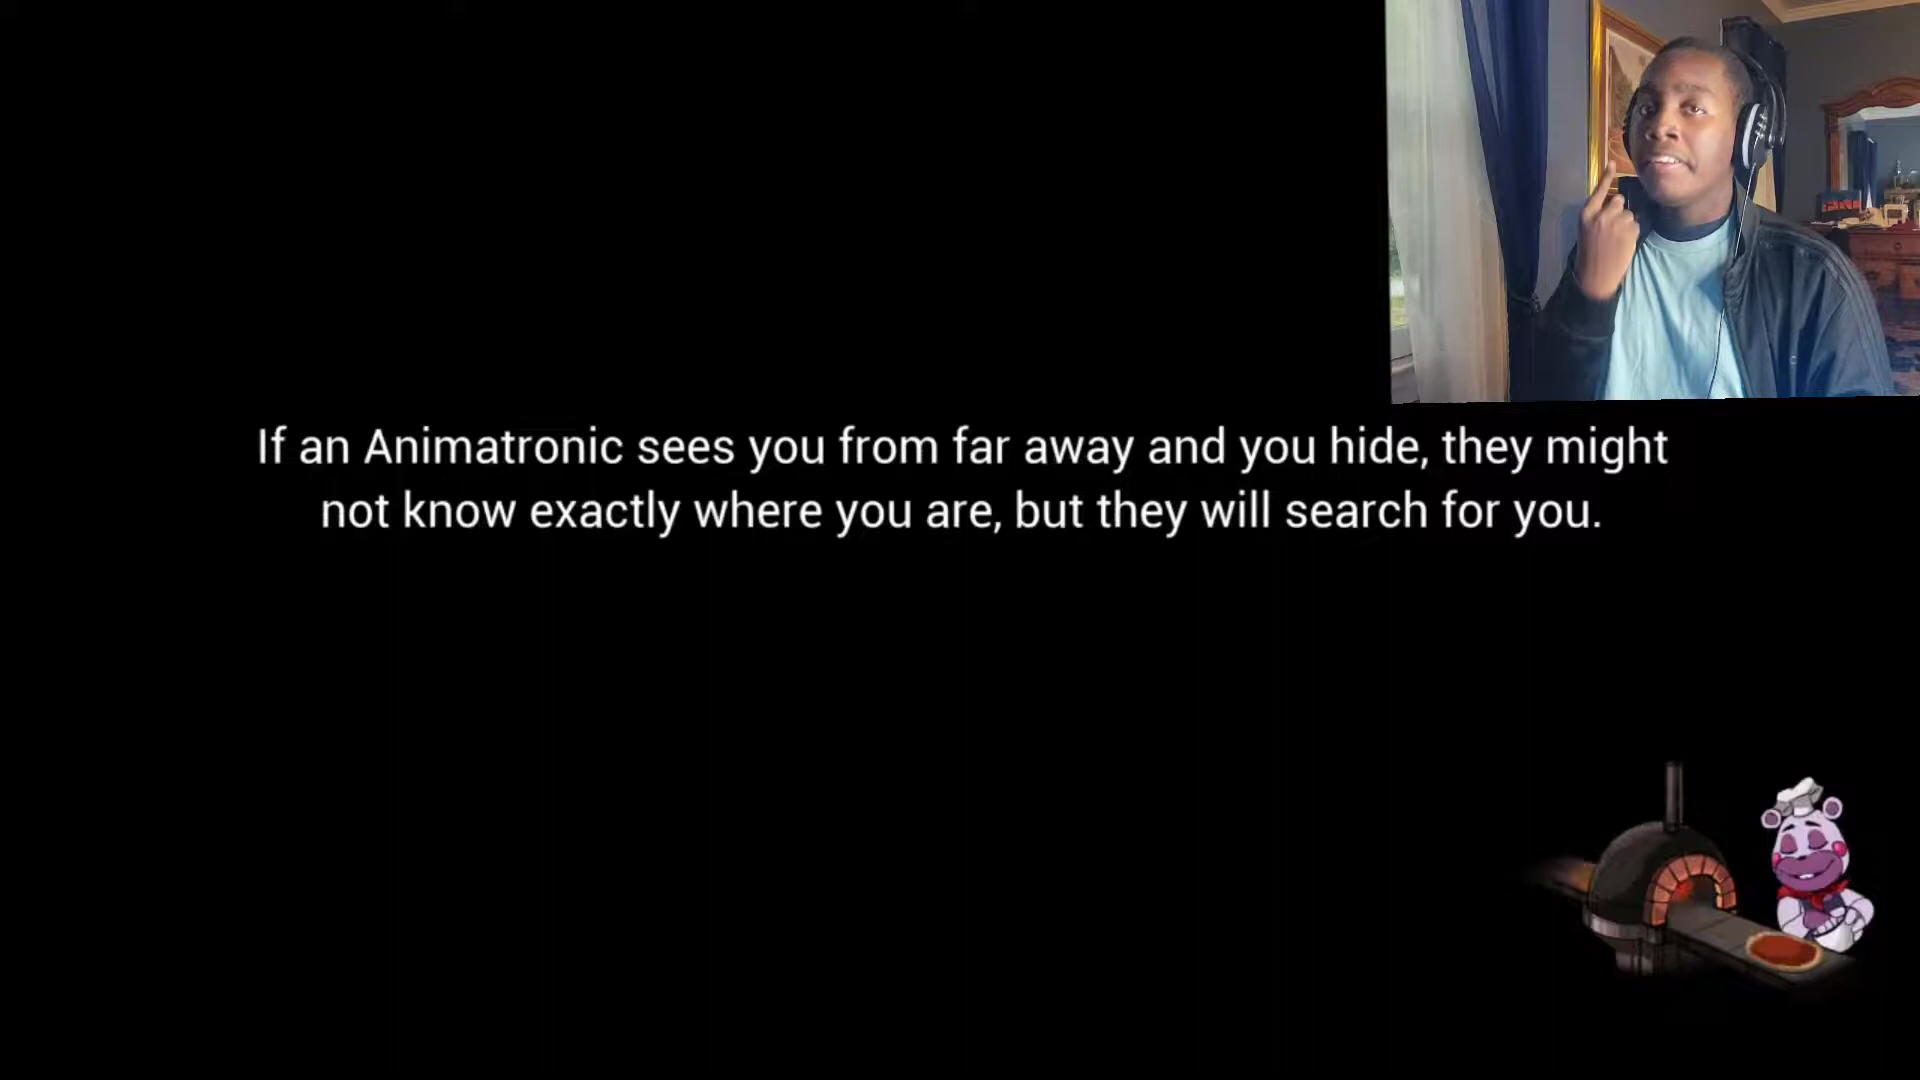 If an Animatronic sees you from far away and you hide, they might
not know exactly where you are, but they will search for you.